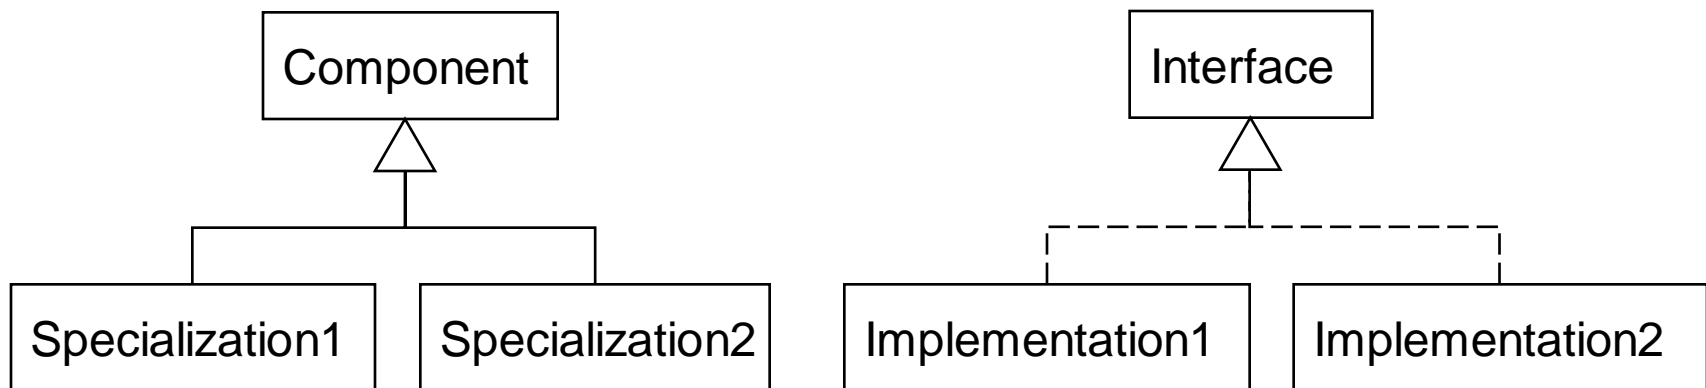 Component
Interface
Specialization1
Specialization2
Implementation1
Implementation2